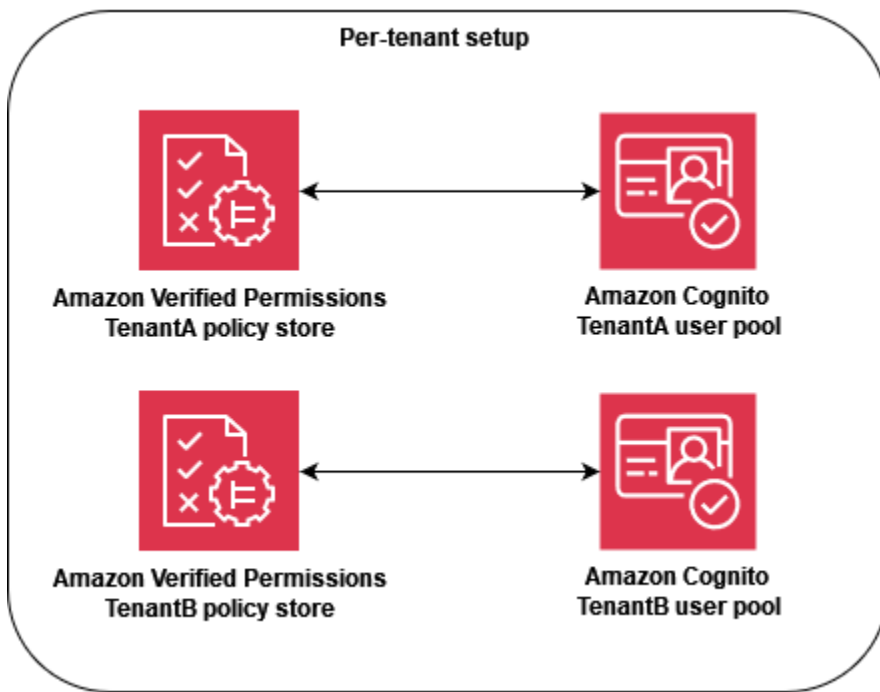 Per-tenant setup
Amazon Verified Permissions
TenantA policy store
Amazon Cognito
TenantA user pool
Amazon Verified Permissions
TenantB policy store
Amazon Cognito
TenantB user pool